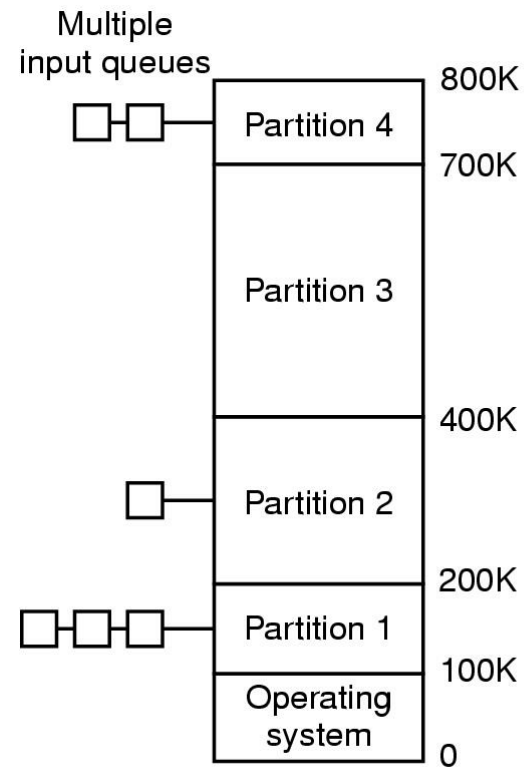 Multiple
input queues
800K
Partition 4
700K
Partition 3
400K
Partition 2
200K
Partition 1
100K
Operating
system
0